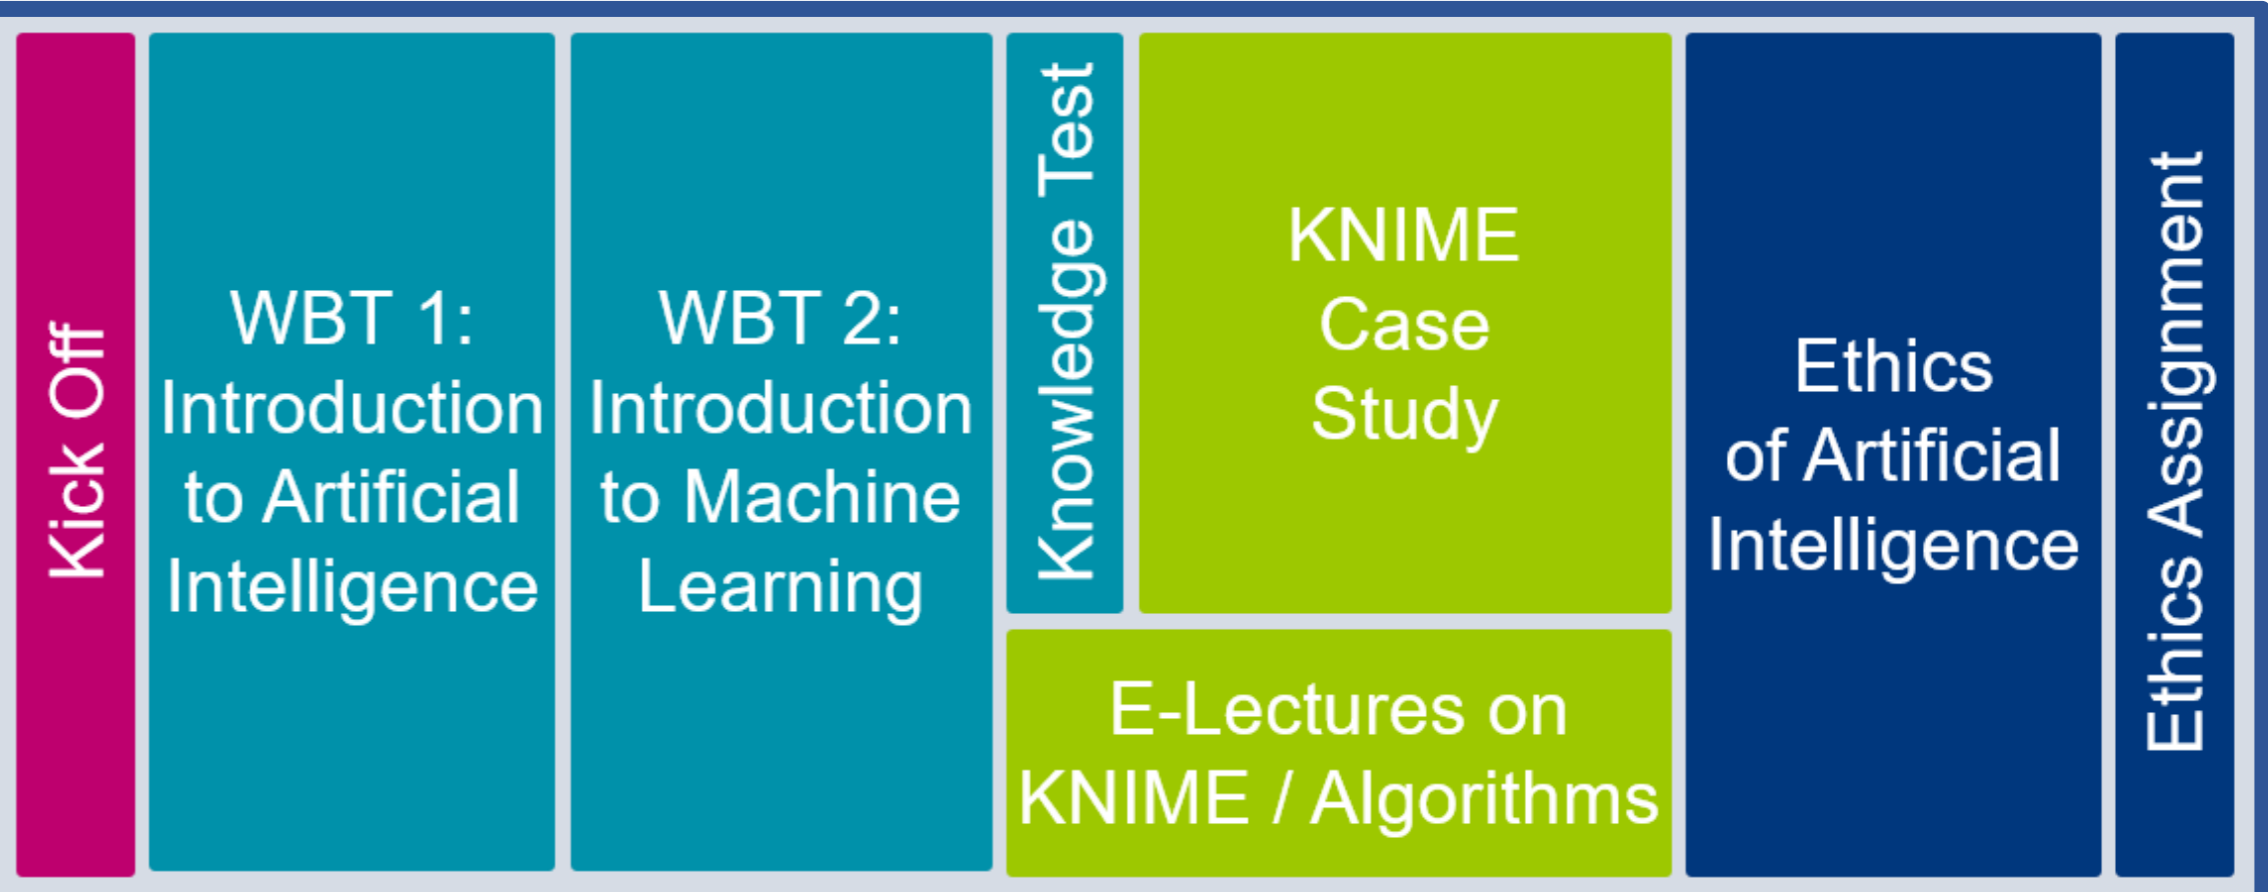 Kick Off
WBT 1:
Introduction
to Artificial
Intelligence
WBT 2:
Introduction
to Machine
Learning
Knowledge Test
KNIME
Case
Study
E-Lectures on
KNIME / Algorithms
Ethics
of Artificial
Intelligence
Ethics Assignment